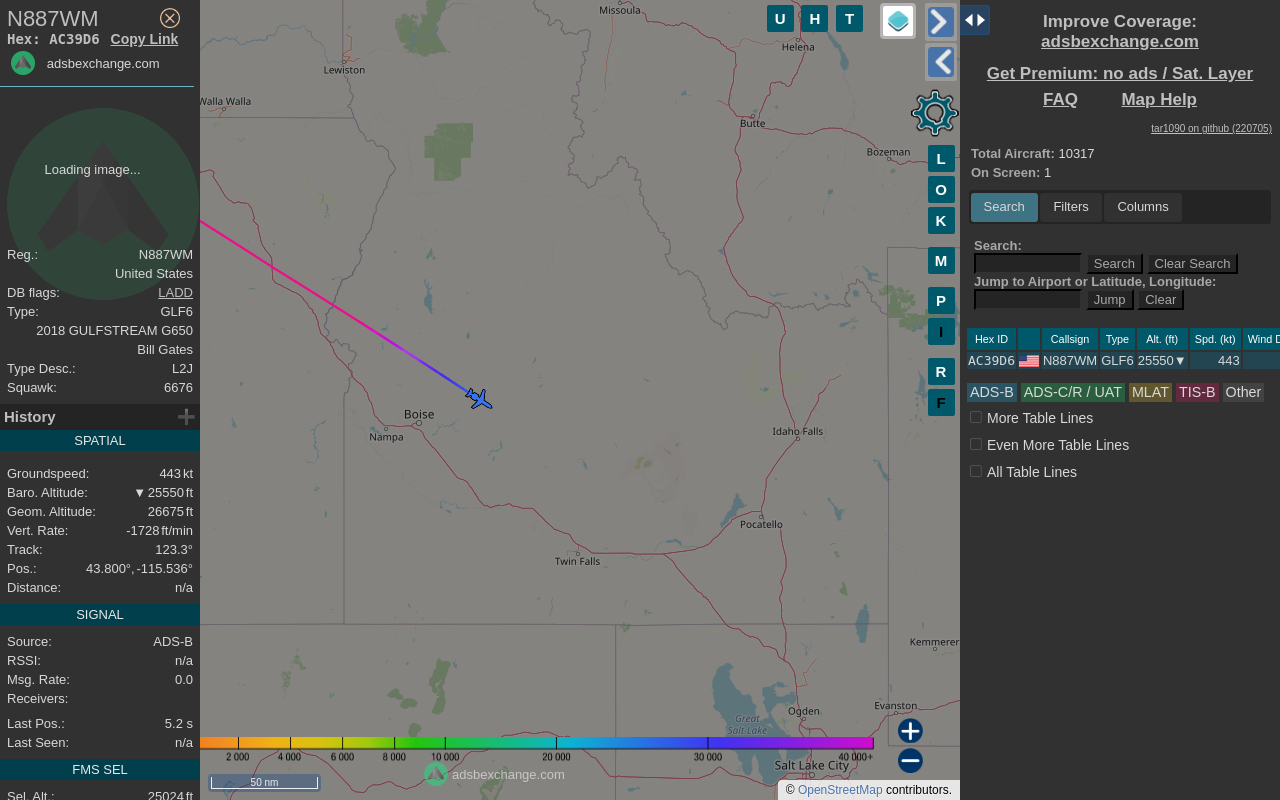 N887WM
Hex: AC39D6 Copy Link
adsbexchange.com
Loading image...
Reg.: N887WM
United States
DB flags: LADD
Type: GLF6
2018 GULFSTREAM G650
Bill Gates
Type Desc.: L2J
Squawk: 6676
History
SPATIAL
Groundspeed: 443 kt
Baro. Altitude: ▼ 25550 ft
Geom. Altitude: 26675 ft
Vert. Rate: -1728 ft/min
Track: 123.3°
Pos.: 43.800°, -115.536°
Distance: n/a
SIGNAL
Source: ADS-B
RSSI: n/a
Msg. Rate: 0.0
Receivers:
Last Pos.: 5.2 s
Last Seen: n/a
FMS SEL
Sel. Alt.: 25024 ft
Missoula
Helena
Lewiston
Walla Walla
Butte
Bozeman
Boise
Nampa
Idaho Falls
Pocatello
Twin Falls
Kemmerer
Ogden
Evanston
Great
Salt Lake
Salt Lake City
U H T
L
O
K
M
P
I
R
F
2 000 4 000 6 000 8 000 10 000 20 000 30 000 40 000+
50 nm
adsbexchange.com
© OpenStreetMap contributors.
Improve Coverage:
adsbexchange.com
Get Premium: no ads / Sat. Layer
FAQ Map Help
tar1090 on github (220705)
Total Aircraft: 10317
On Screen: 1
Search Filters Columns
Search:
Search Clear Search
Jump to Airport or Latitude, Longitude:
Jump Clear
Hex ID Callsign Type Alt. (ft) Spd. (kt) Wind D
AC39D6 N887WM GLF6 25550▼ 443
ADS-B ADS-C/R / UAT MLAT TIS-B Other
More Table Lines
Even More Table Lines
All Table Lines